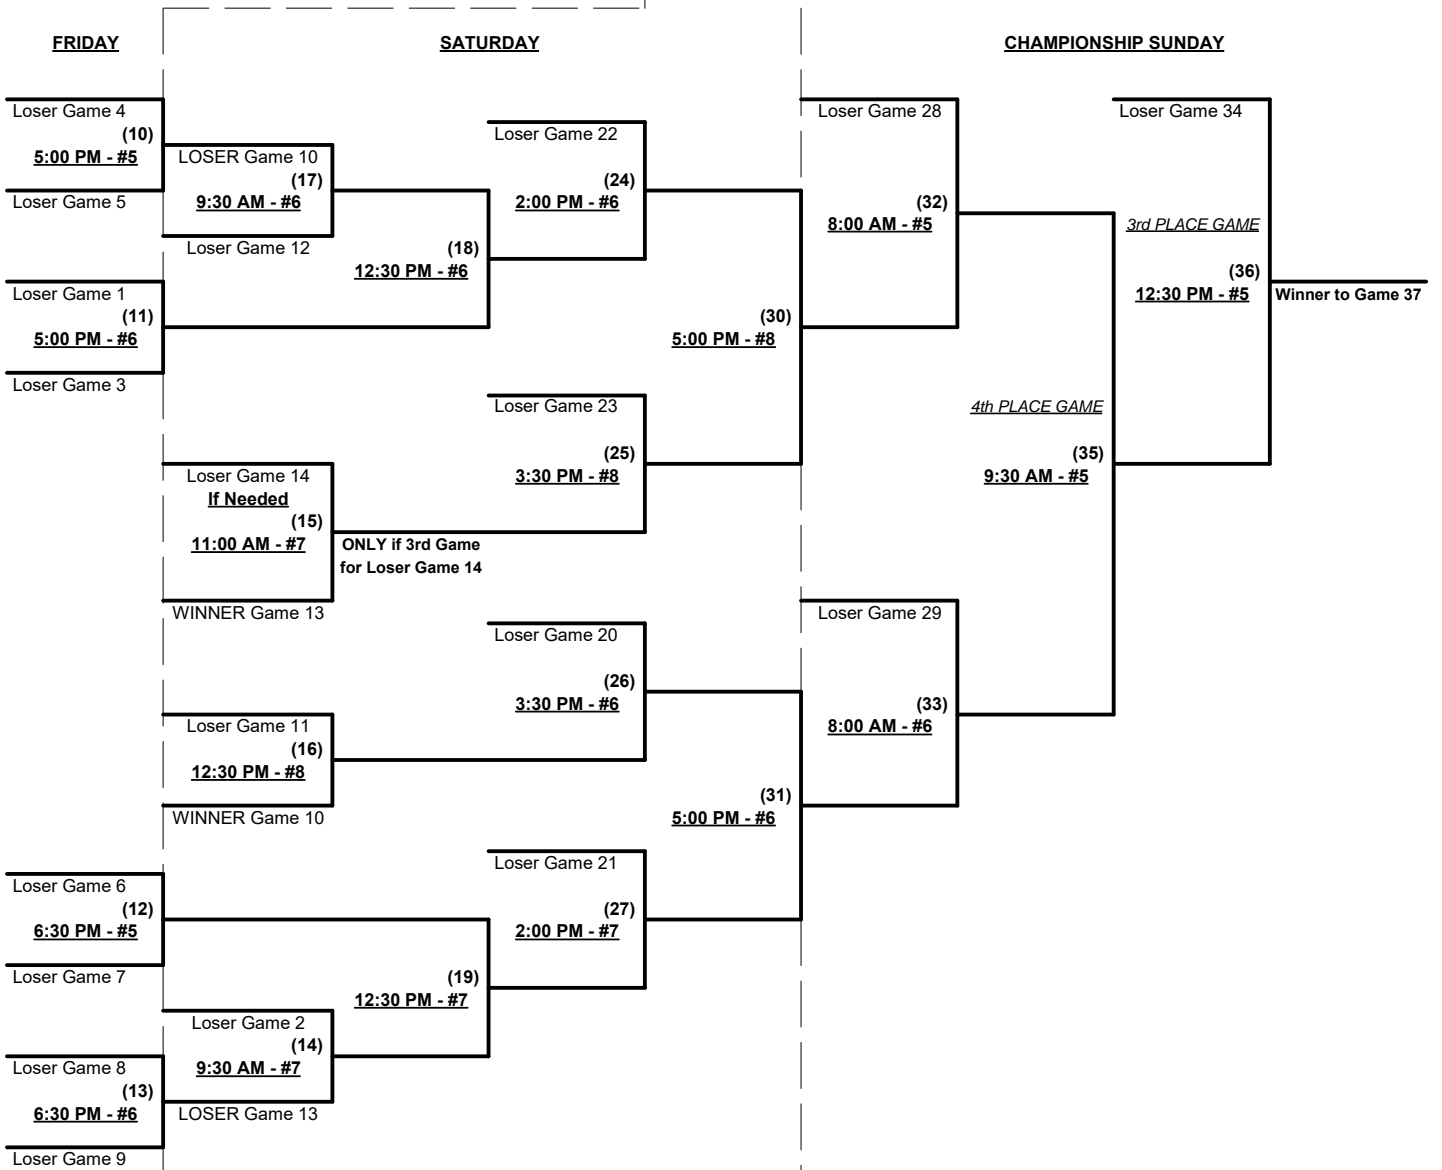 FRIDAY
SATURDAY
CHAMPIONSHIP SUNDAY
Loser Game 4
(10)
5:00 PM - #5
Loser Game 5
Loser Game 1
(11)
5:00 PM - #6
Loser Game 3
Loser Game 6
(12)
6:30 PM - #5
Loser Game 7
Loser Game 8
(13)
6:30 PM - #6
Loser Game 9
LOSER Game 10
(17)
9:30 AM - #6
Loser Game 12
Loser Game 14
If Needed
(15)
11:00 AM - #7
WINNER Game 13
ONLY if 3rd Game
for Loser Game 14
Loser Game 11
(16)
12:30 PM - #8
WINNER Game 10
Loser Game 2
(14)
9:30 AM - #7
LOSER Game 13
(18)
12:30 PM - #6
(19)
12:30 PM - #7
Loser Game 22
(24)
2:00 PM - #6
Loser Game 23
(25)
3:30 PM - #8
Loser Game 20
(26)
3:30 PM - #6
Loser Game 21
(27)
2:00 PM - #7
(30)
5:00 PM - #8
(31)
5:00 PM - #6
Loser Game 28
(32)
8:00 AM - #5
Loser Game 29
(33)
8:00 AM - #6
4th PLACE GAME
(35)
9:30 AM - #5
Loser Game 34
3rd PLACE GAME
(36)
12:30 PM - #5
Winner to Game 37